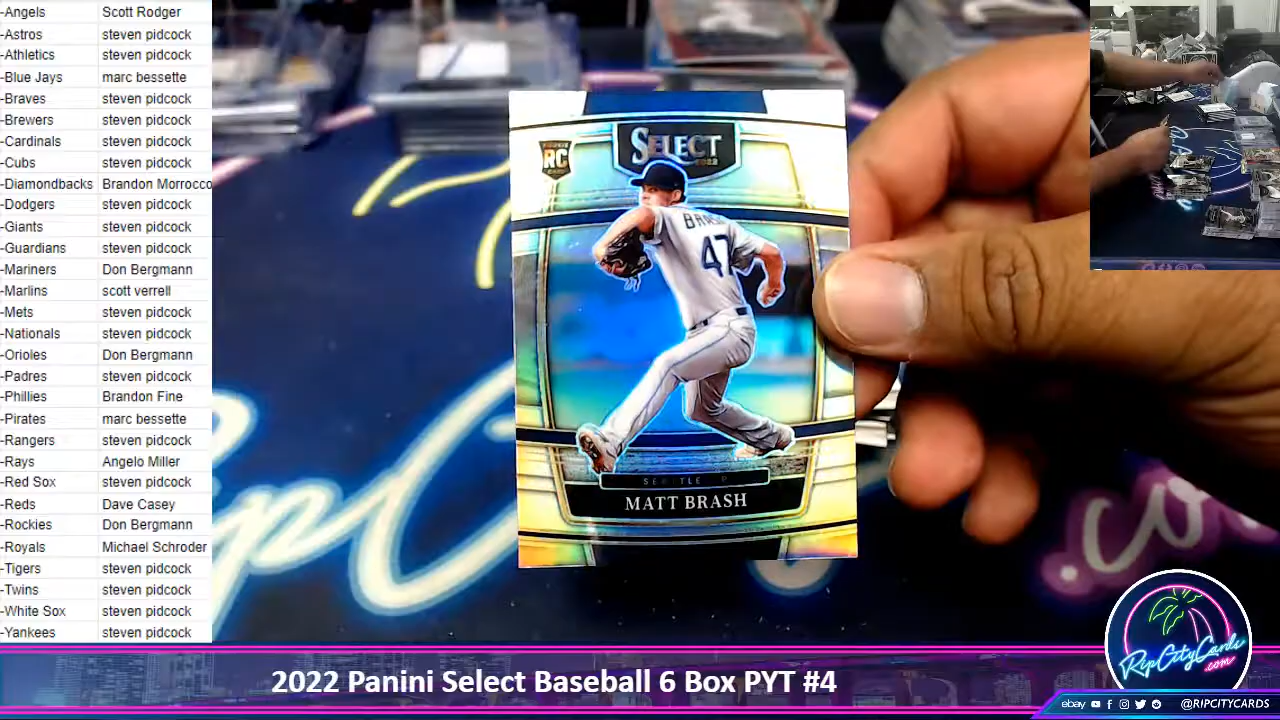 -Angels Scott Rodger
-Astros steven pidcock
-Athletics steven pidcock
-Blue Jays marc bessette
-Braves steven pidcock
-Brewers steven pidcock
-Cardinals steven pidcock
-Cubs steven pidcock
-Diamondbacks Brandon Morrocco
-Dodgers steven pidcock
-Giants steven pidcock
-Guardians steven pidcock
-Mariners Don Bergmann
-Marlins scott verrell
-Mets steven pidcock
-Nationals steven pidcock
-Orioles Don Bergmann
-Padres steven pidcock
-Phillies Brandon Fine
-Pirates marc bessette
-Rangers steven pidcock
-Rays Angelo Miller
-Red Sox steven pidcock
-Reds Dave Casey
-Rockies Don Bergmann
-Royals Michael Schroder
-Tigers steven pidcock
-Twins steven pidcock
-White Sox steven pidcock
-Yankees steven pidcock
SELECT
2022
RC
BRASH
47
MATT BRASH
.co
RipCityCards
.com
2022 Panini Select Baseball 6 Box PYT #4
ebay @RIPCITYCARDS